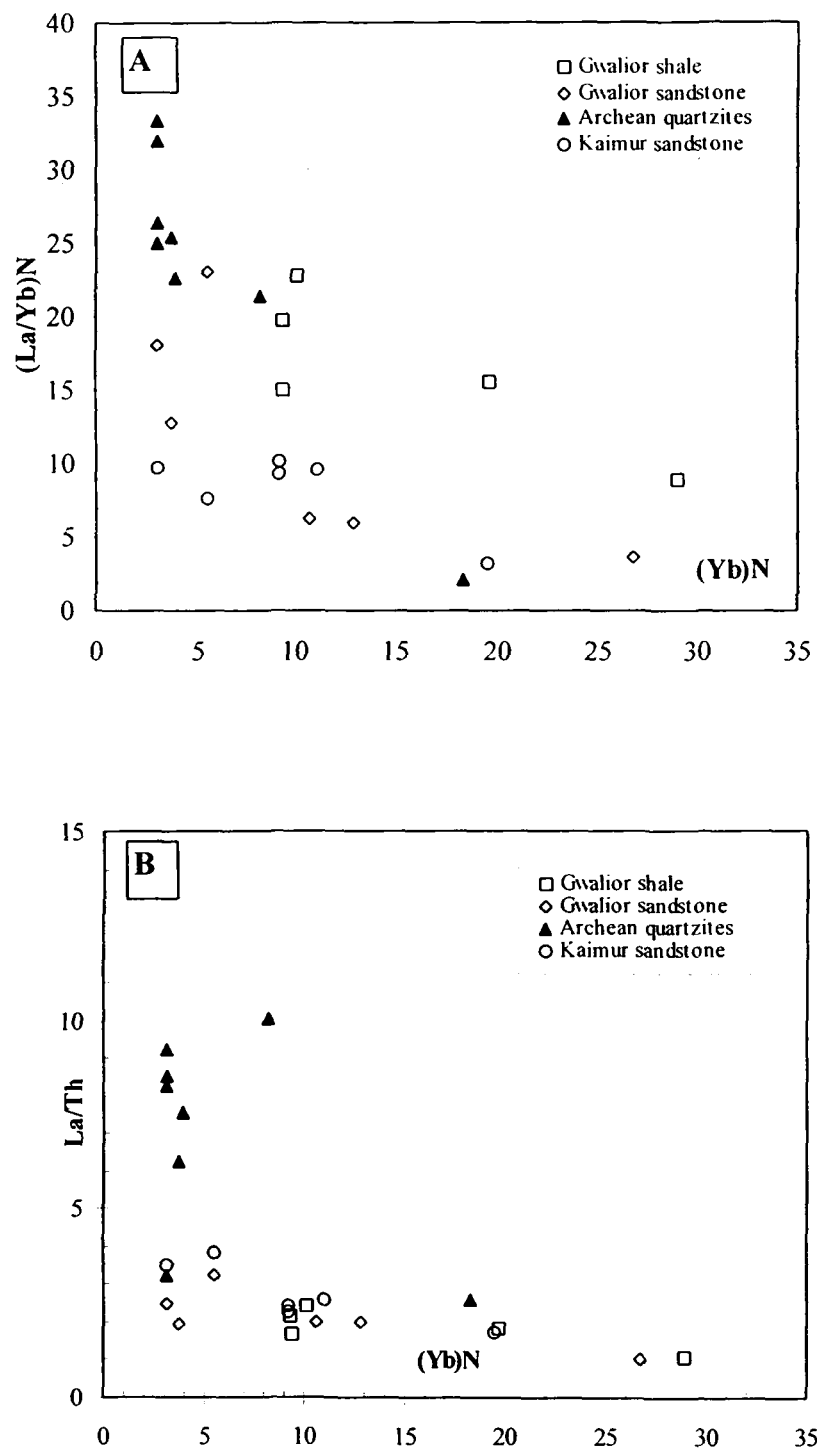 A
Gwalior shale
Gwalior sandstone
Archean quartzites
Kaimur sandstone
40
35
30
25
20
15
10
5
0
(La/Yb)N
(Yb)N
0 5 10 15 20 25 30 35
B
Gwalior shale
Gwalior sandstone
Archean quartzites
Kaimur sandstone
15
10
5
0
La/Th
(Yb)N
0 5 10 15 20 25 30 35